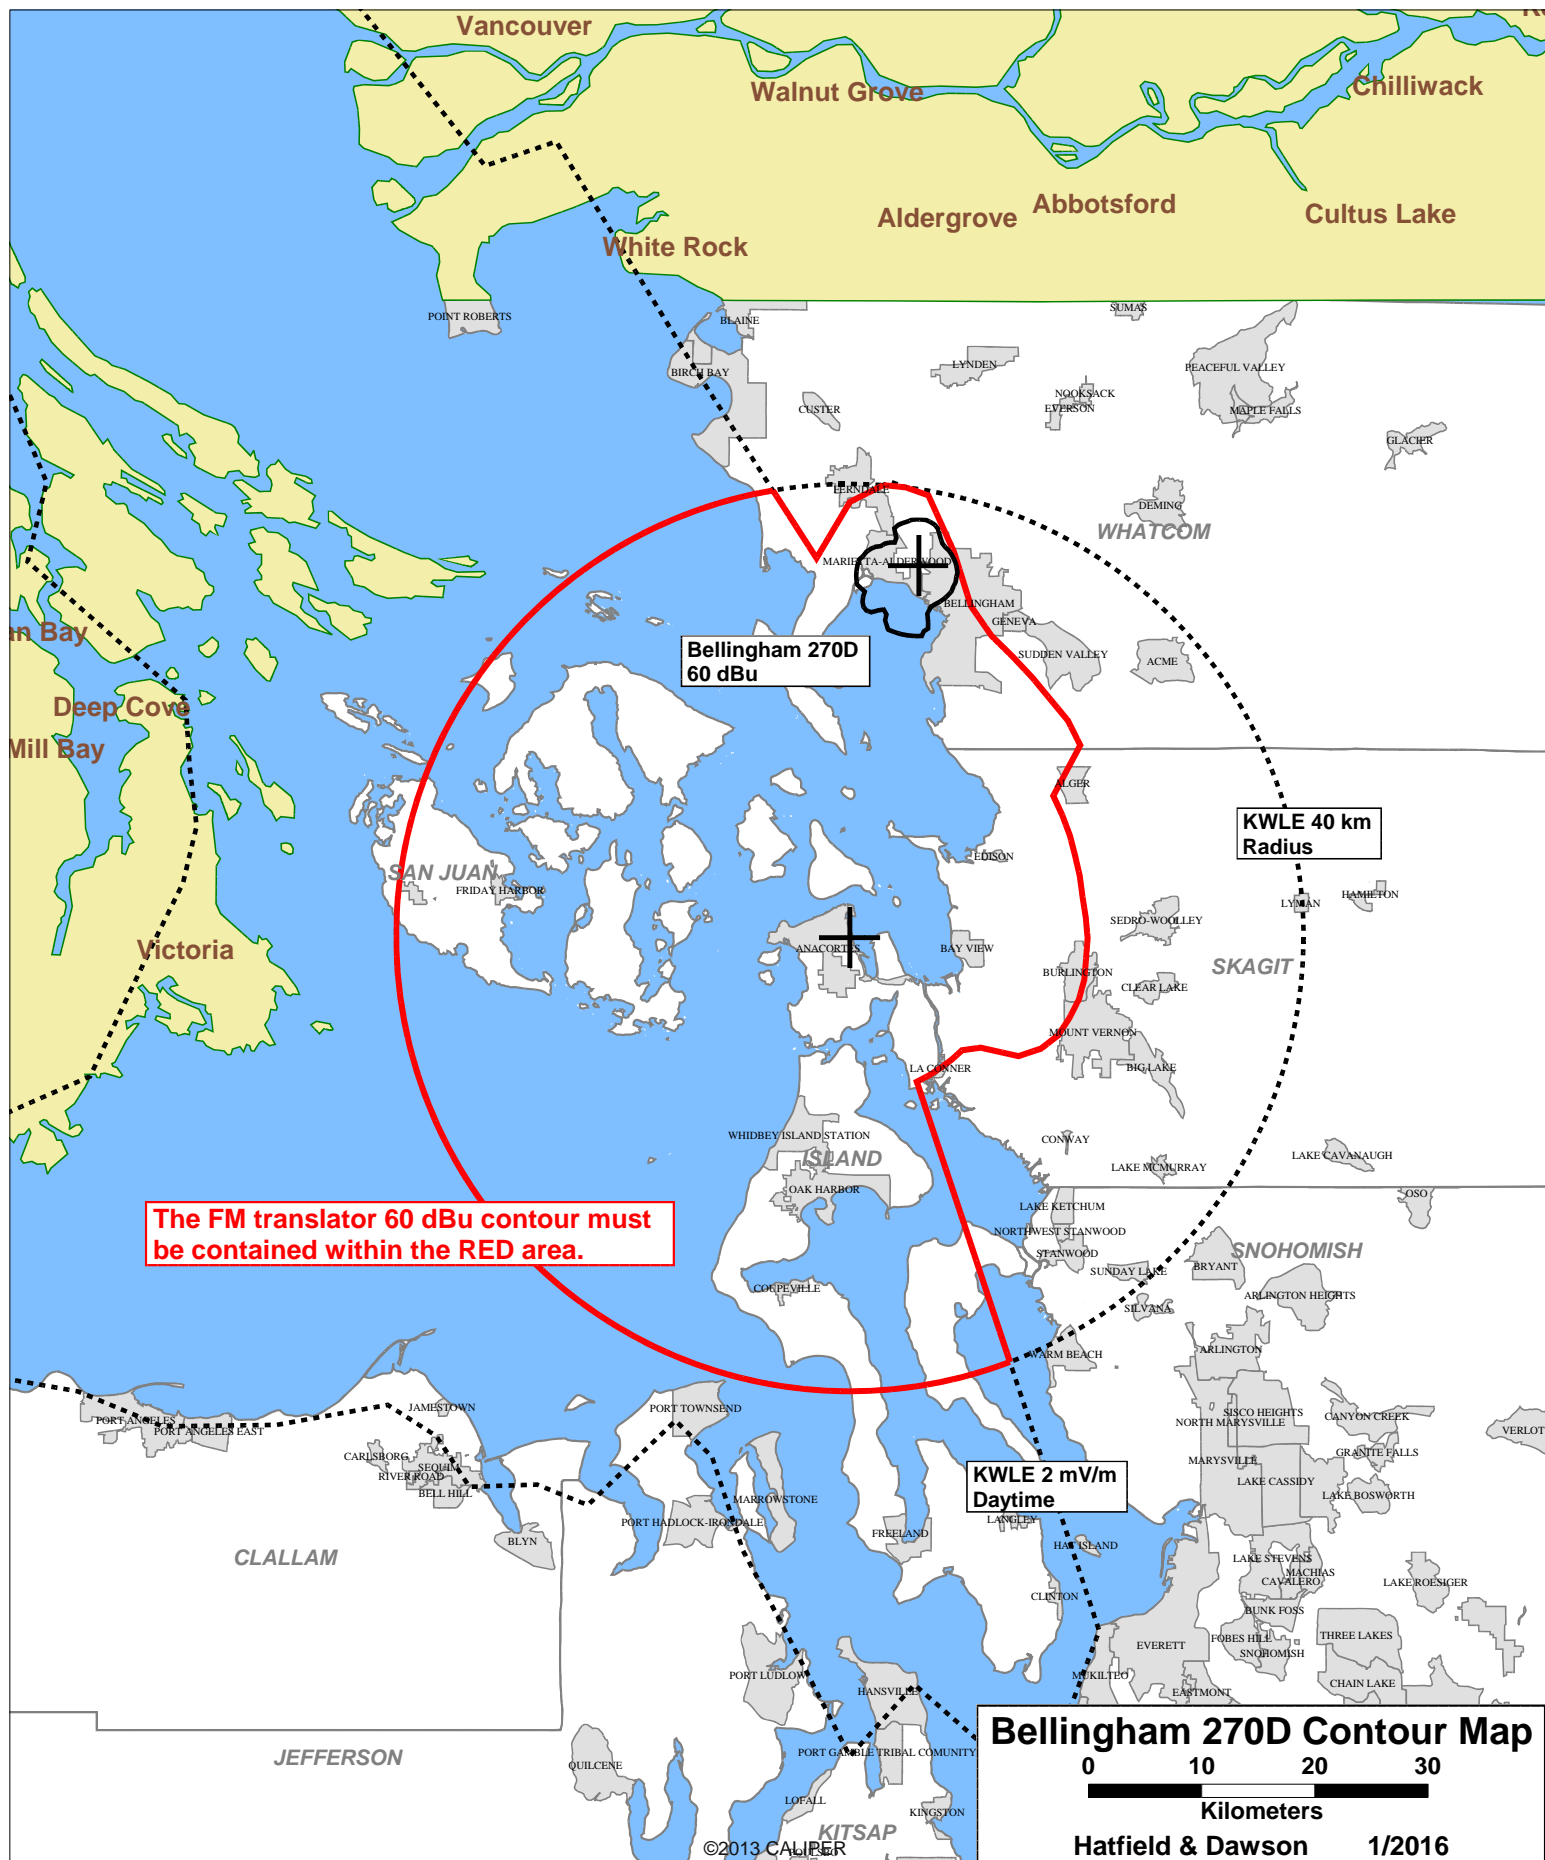 Vancouver
Walnut Grove
Chilliwack
Abbotsford
Aldergrove
Cultus Lake
White Rock
POINT ROBERTS
BLAINE
SUMAS
BIRCH BAY
LYNDEN
PEACEFUL VALLEY
NOOKSACK
EVERSON
CUSTER
MAPLE FALLS
GLACIER
FERNDALE
DEMING
WHATCOM
MARIETTA-ALDERWOOD
BELLINGHAM
GENEVA
SUDDEN VALLEY
ACME
an Bay
Bellingham 270D
60 dBu
Deep Cove
Mill Bay
ALGER
KWLE 40 km
Radius
EDISON
SAN JUAN
FRIDAY HARBOR
LYMAN
HAMILTON
SEDRO-WOOLLEY
Victoria
ANACORTES
BAY VIEW
BURLINGTON
SKAGIT
CLEAR LAKE
MOUNT VERNON
LA CONNER
BIG LAKE
WHIDBEY ISLAND STATION
CONWAY
ISLAND
LAKE MCMURRAY
LAKE CAVANAUGH
OAK HARBOR
OSO
LAKE KETCHUM
The FM translator 60 dBu contour must
be contained within the RED area.
NORTHWEST STANWOOD
STANWOOD
SNOHOMISH
SUNDAY LAKE
BRYANT
COUPEVILLE
ARLINGTON HEIGHTS
SILVANA
WARM BEACH
ARLINGTON
JAMESTOWN
PORT TOWNSEND
SISCO HEIGHTS
PORT ANGELES
NORTH MARYSVILLE
CANYON CREEK
PORT ANGELES EAST
VERLOT
CARLSBORG
GRANITE FALLS
SEQUIM
MARYSVILLE
RIVER ROAD
KWLE 2 mV/m
Daytime
LAKE CASSIDY
BELL HILL
MARROWSTONE
LAKE BOSWORTH
PORT HADLOCK-IRONDALE
LANGLEY
FREELAND
BLYN
HAT ISLAND
CLALLAM
LAKE STEVENS
MACHIAS
CAVALERO
LAKE ROESIGER
CLINTON
BUNK FOSS
THREE LAKES
FOBES HILL
EVERETT
SNOHOMISH
PORT LUDLOW
MUKILTEO
CHAIN LAKE
HANSVILLE
EASTMONT
Bellingham 270D Contour Map
PORT GAMBLE TRIBAL COMUNITY
JEFFERSON
QUILCENE
0 10 20 30
Kilometers
LOFALL
KINGSTON
KITSAP
©2013 CALIPER
POULSBO
Hatfield & Dawson 1/2016